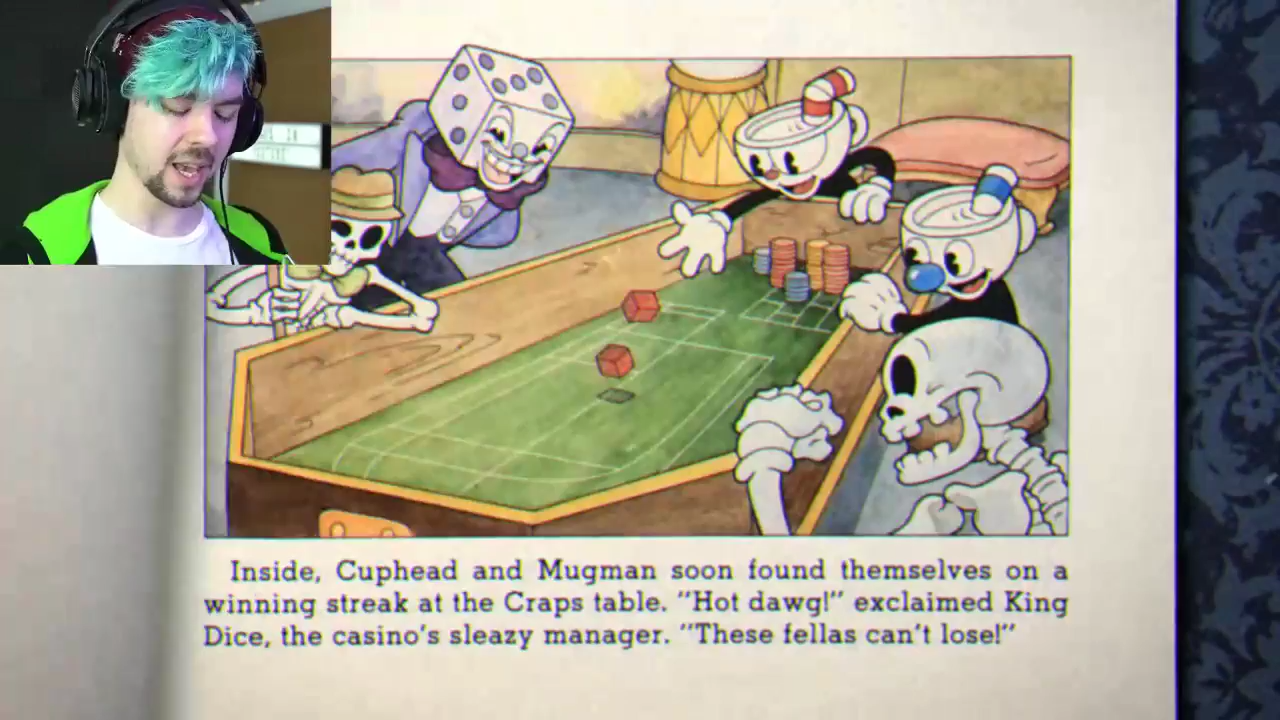 Inside, Cuphead and Mugman soon found themselves on a
winning streak at the Craps table. "Hot dawg!" exclaimed King
Dice, the casino's sleazy manager. "These fellas can't lose!"